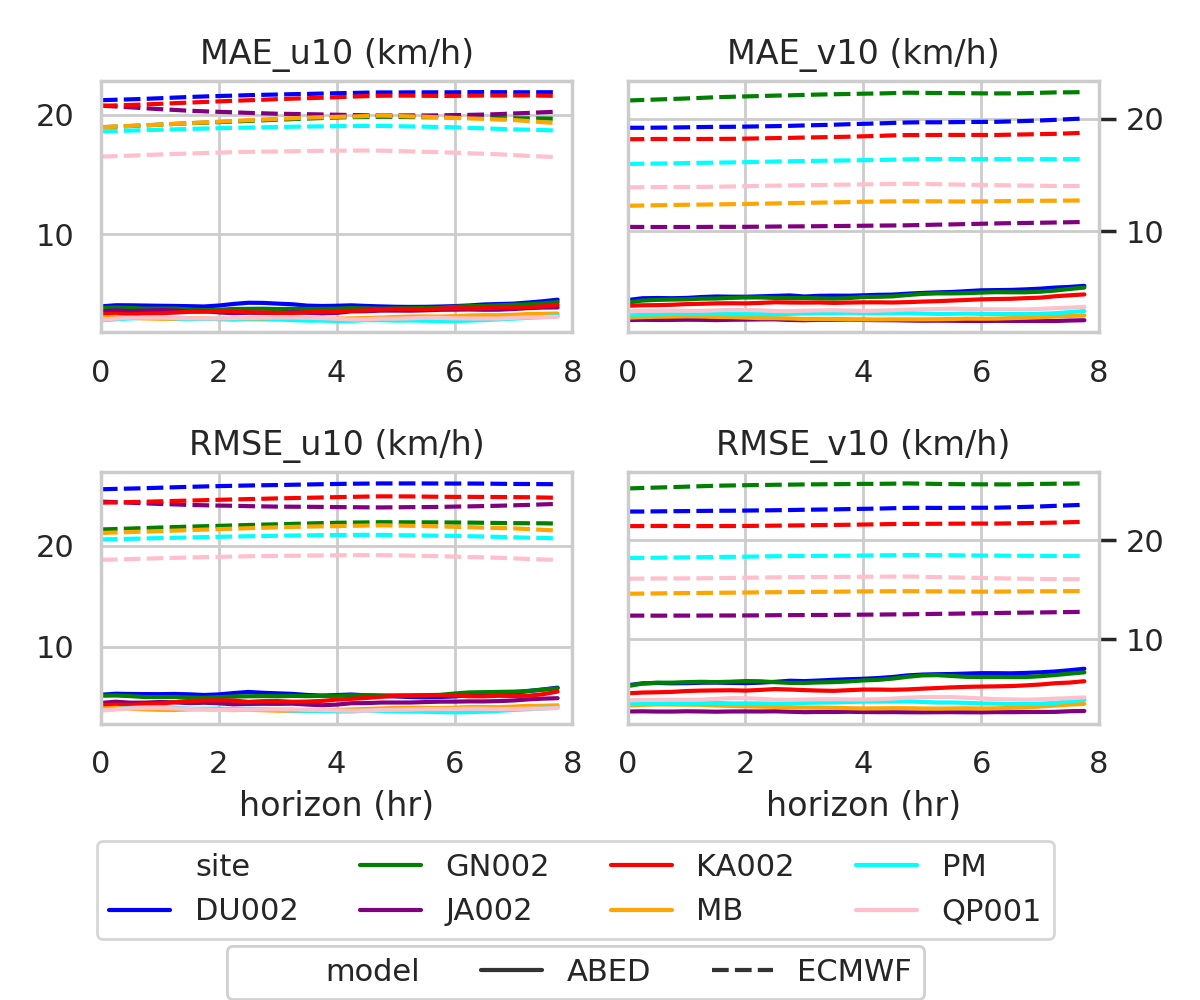 MAE_u10 (km/h)
MAE_v10 (km/h)
20
10
20
10
0 2 4 6 8
0 2 4 6 8
RMSE_u10 (km/h)
RMSE_v10 (km/h)
20
10
20
10
0 2 4 6 8
0 2 4 6 8
horizon (hr)
horizon (hr)
site GN002 KA002 PM
DU002 JA002 MB QP001
model ABED ECMWF